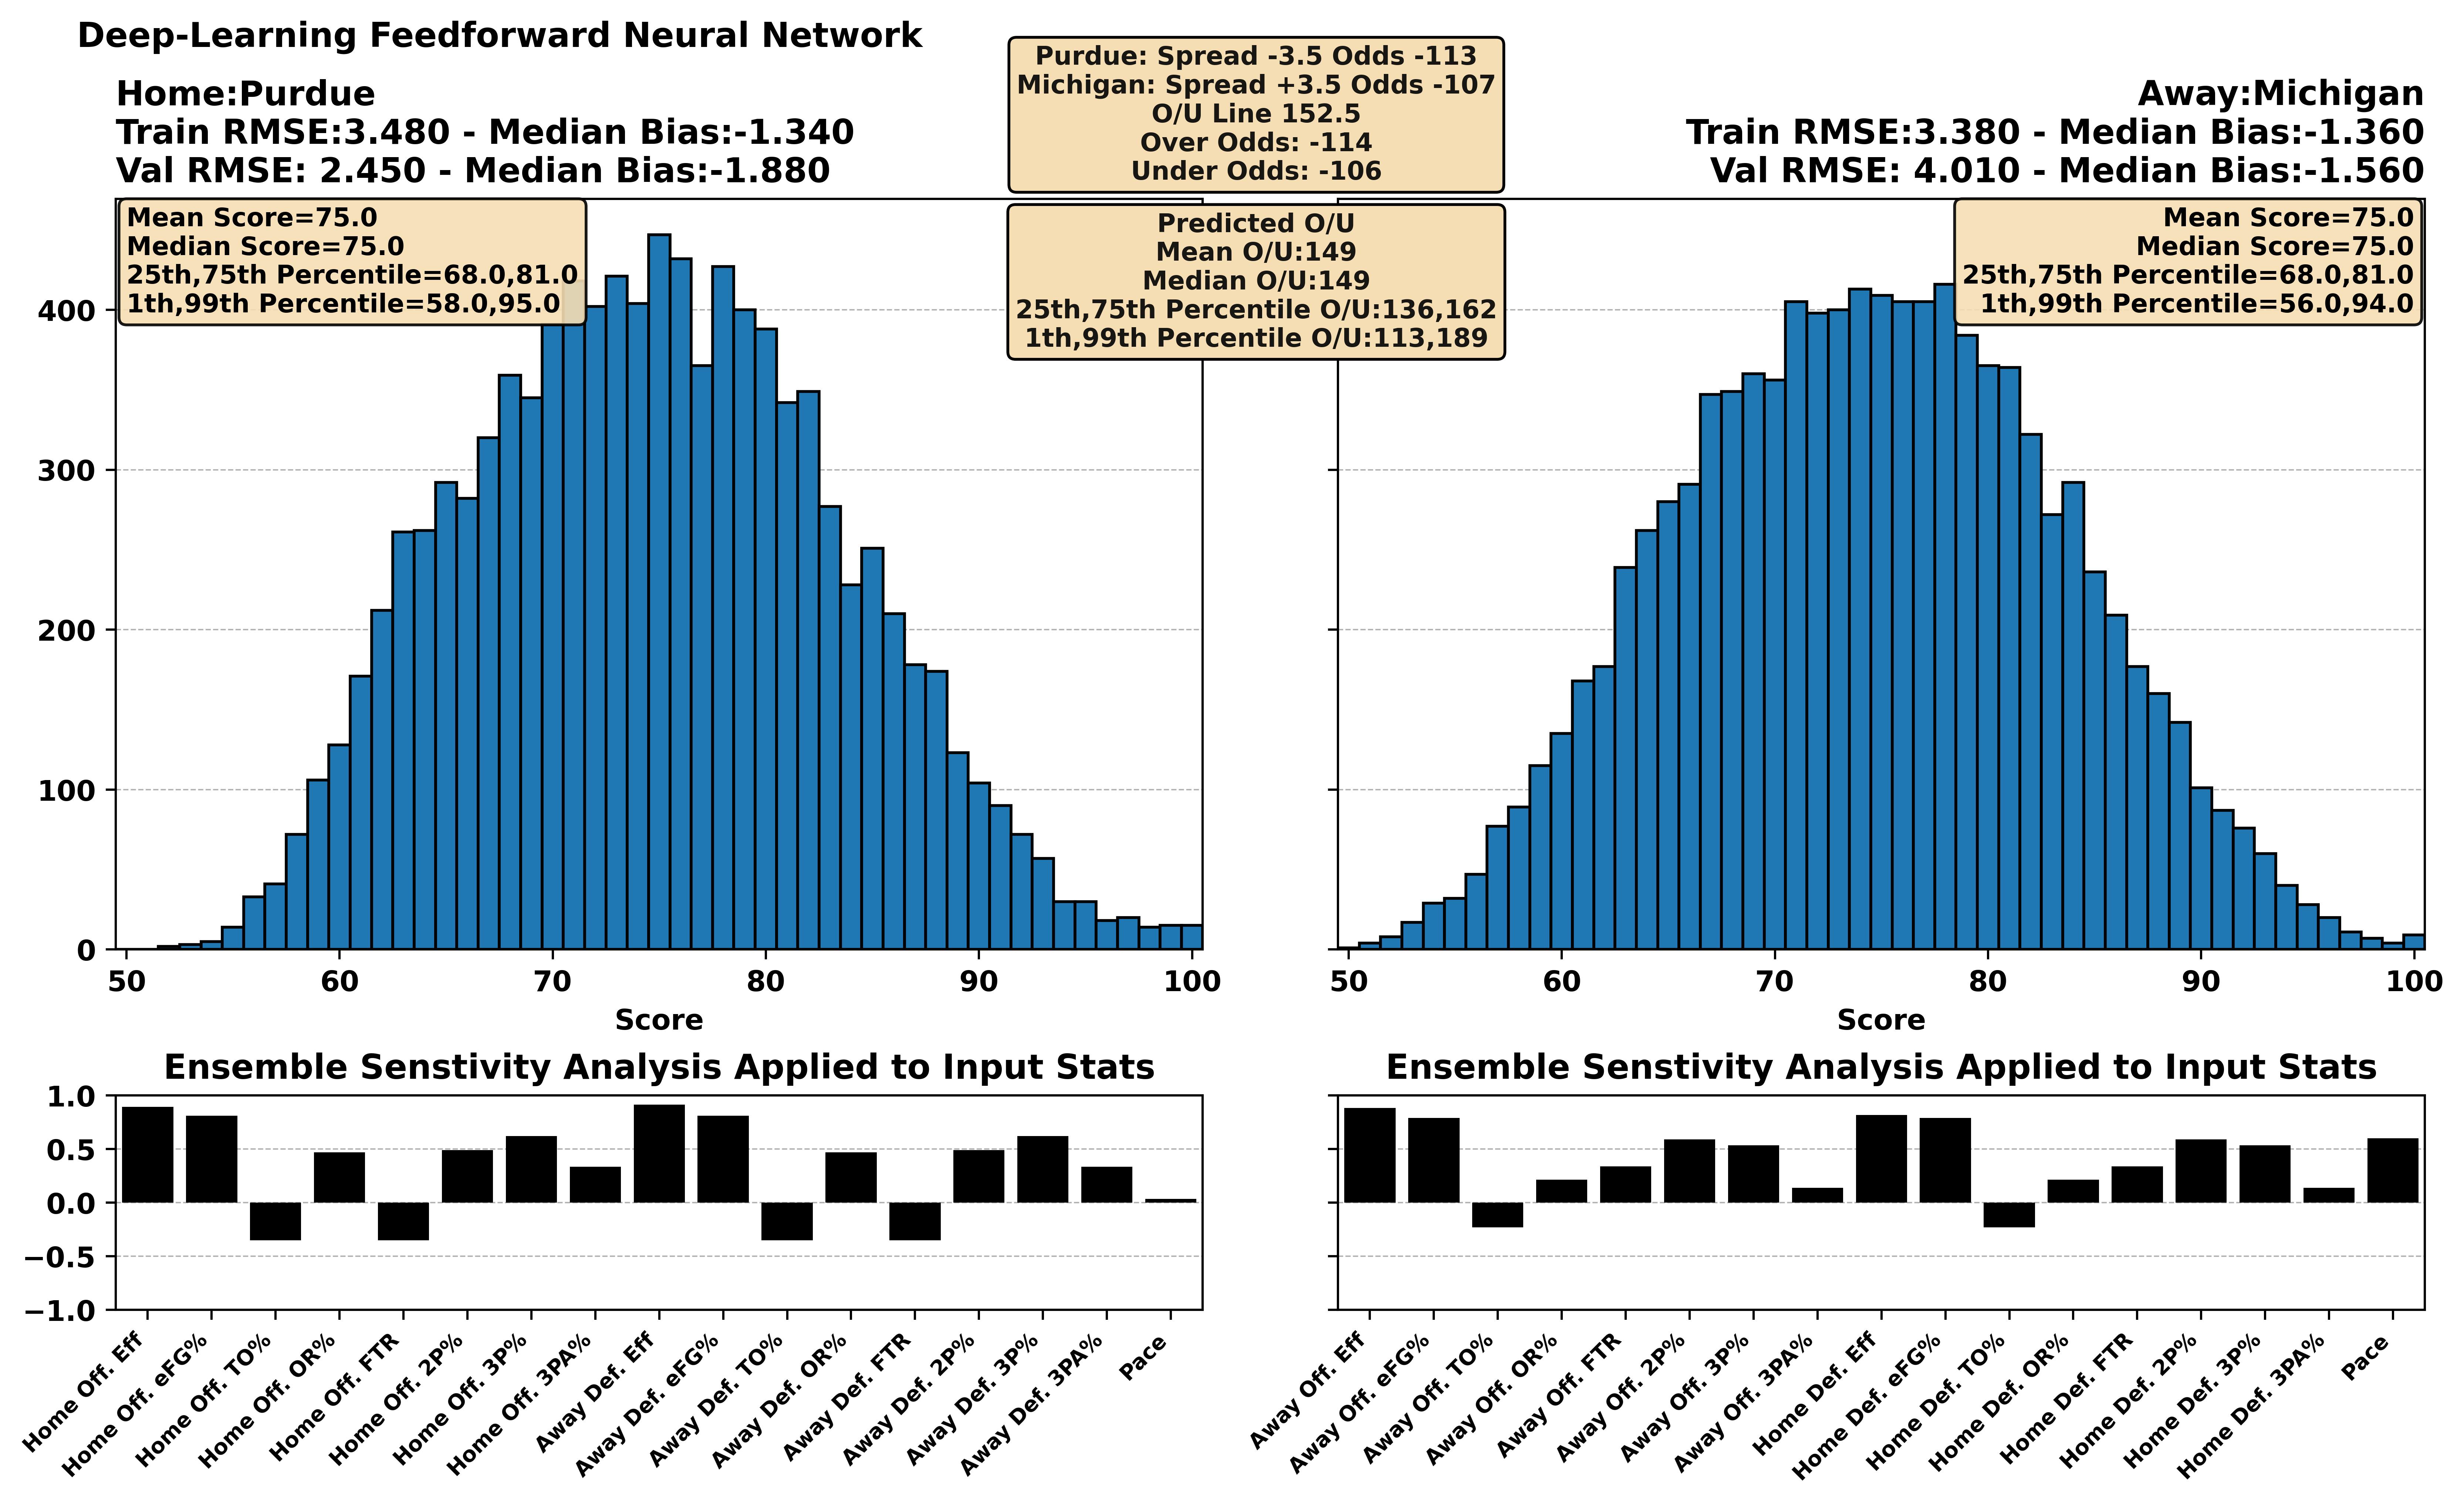 Deep-Learning Feedforward Neural Network
Home:Purdue
Train RMSE:3.480 - Median Bias:-1.340
Val RMSE: 2.450 - Median Bias:-1.880
Purdue: Spread -3.5 Odds -113
Michigan: Spread +3.5 Odds -107
O/U Line 152.5
Over Odds: -114
Under Odds: -106
Away:Michigan
Train RMSE:3.380 - Median Bias:-1.360
Val RMSE: 4.010 - Median Bias:-1.560
Mean Score=75.0
Median Score=75.0
25th,75th Percentile=68.0,81.0
1th,99th Percentile=58.0,95.0
Predicted O/U
Mean O/U:149
Median O/U:149
25th,75th Percentile O/U:136,162
1th,99th Percentile O/U:113,189
Mean Score=75.0
Median Score=75.0
25th,75th Percentile=68.0,81.0
1th,99th Percentile=56.0,94.0
400
300
200
100
0
50 60 70 80 90 100
Score
50 60 70 80 90 100
Score
Ensemble Senstivity Analysis Applied to Input Stats
1.0
0.5
0.0
−0.5
−1.0
Home Off. Eff
Home Off. eFG%
Home Off. TO%
Home Off. OR%
Home Off. FTR
Home Off. 2P%
Home Off. 3P%
Home Off. 3PA%
Away Def. Eff
Away Def. eFG%
Away Def. TO%
Away Def. OR%
Away Def. FTR
Away Def. 2P%
Away Def. 3P%
Away Def. 3PA%
Pace
Ensemble Senstivity Analysis Applied to Input Stats
Away Off. Eff
Away Off. eFG%
Away Off. TO%
Away Off. OR%
Away Off. FTR
Away Off. 2P%
Away Off. 3P%
Away Off. 3PA%
Home Def. Eff
Home Def. eFG%
Home Def. TO%
Home Def. OR%
Home Def. FTR
Home Def. 2P%
Home Def. 3P%
Home Def. 3PA%
Pace